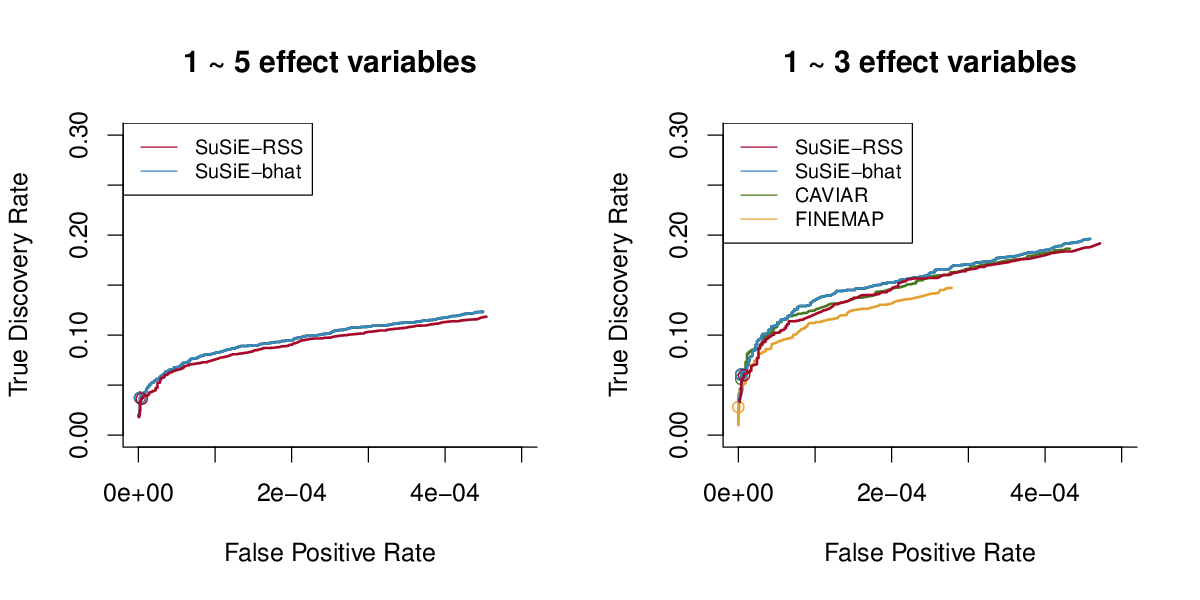 1 ~ 5 effect variables
True Discovery Rate
0.30
0.20
0.10
0.00
SuSiE−RSS
SuSiE−bhat
0e+00
2e−04
4e−04
False Positive Rate
1 ~ 3 effect variables
True Discovery Rate
0.30
0.20
0.10
0.00
SuSiE−RSS
SuSiE−bhat
CAVIAR
FINEMAP
0e+00
2e−04
4e−04
False Positive Rate